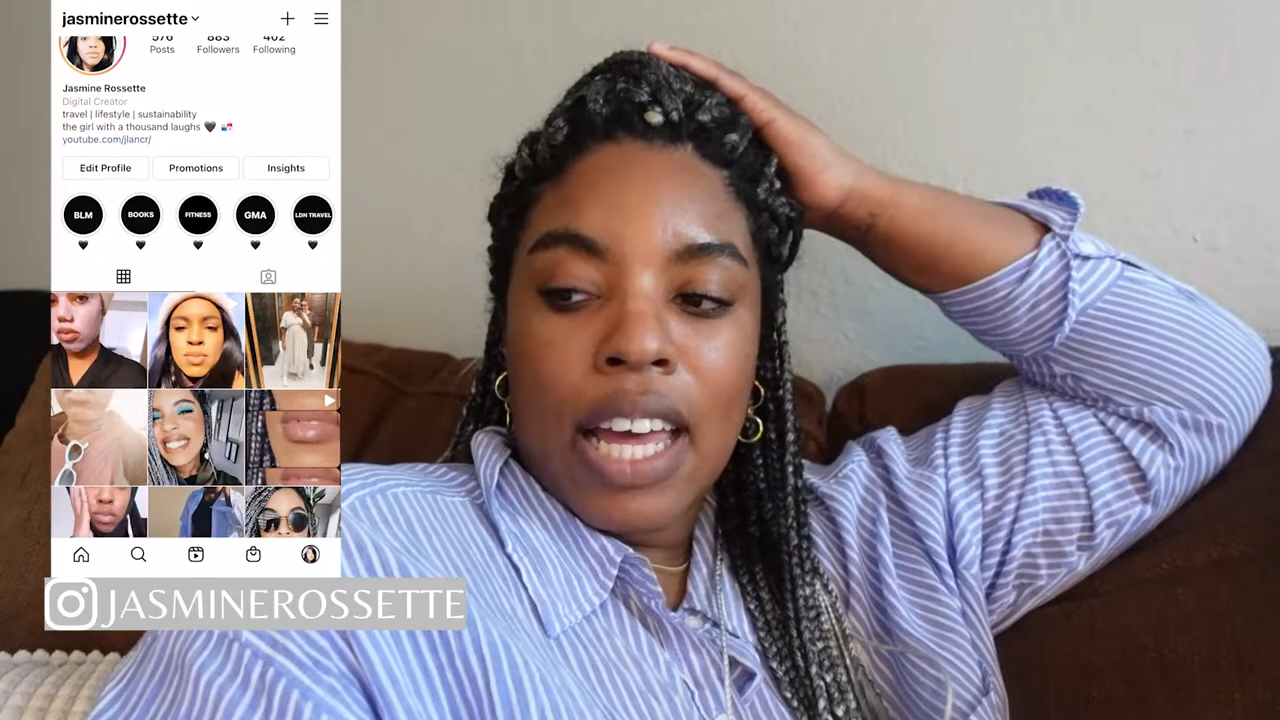 jasminerossette
576 883 402
Posts Followers Following
Jasmine Rossette
Digital Creator
travel | lifestyle | sustainability
the girl with a thousand laughs 🖤 🇵🇦
youtube.com/jlancr/
Edit Profile Promotions Insights
BLM BOOKS FITNESS GMA LDN TRAVEL
🖤 🖤 🖤 🖤 🖤
JASMINEROSSETTE